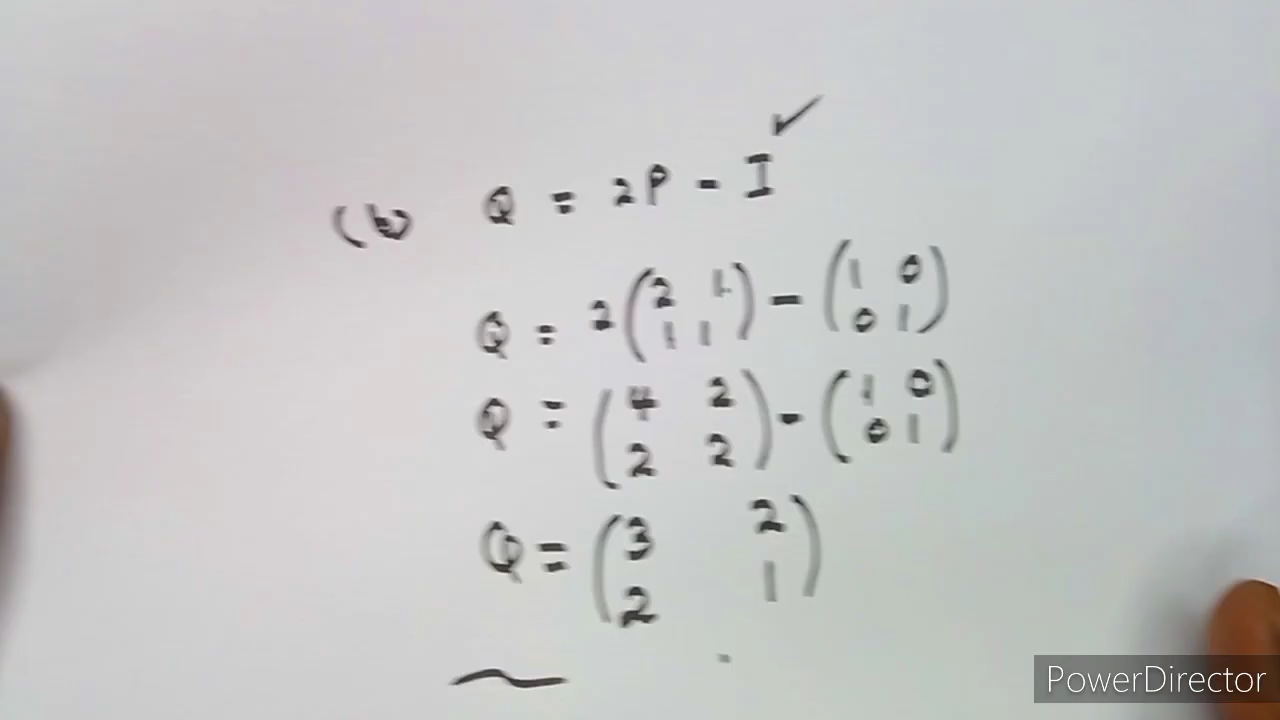 (b) Q = 2P - I ✓
Q = 2(2 1
1 1) - (1 0
0 1)
Q = (4 2
2 2) - (1 0
0 1)
Q = (3 2
2 1)
PowerDirector